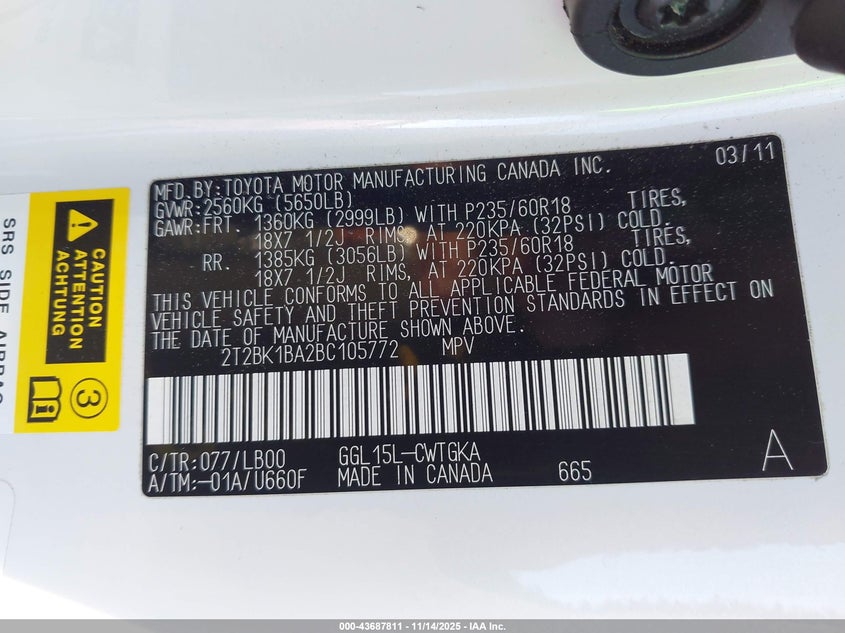 MFD. BY: TOYOTA MOTOR MANUFACTURING CANADA INC. 03/11
GVWR: 2560KG (5650LB)
GAWR: FRT. 1360KG (2999LB) WITH P235/60R18 TIRES,
18X7 1/2J RIMS, AT 220KPA (32PSI) COLD.
RR. 1385KG (3056LB) WITH P235/60R18 TIRES,
18X7 1/2J RIMS, AT 220KPA (32PSI) COLD.
THIS VEHICLE CONFORMS TO ALL APPLICABLE FEDERAL MOTOR
VEHICLE SAFETY AND THEFT PREVENTION STANDARDS IN EFFECT ON
THE DATE OF MANUFACTURE SHOWN ABOVE.
2T2BK1BA2BC105772 MPV
C/TR: 077/LB00 GGL15L-CWTGKA
A/TM: -01A/U660F MADE IN CANADA 665 A
CAUTION
ATTENTION
ACHTUNG
3
SRS SIDE AIRBAG
000-43687811 - 11/14/2025 - IAA Inc.